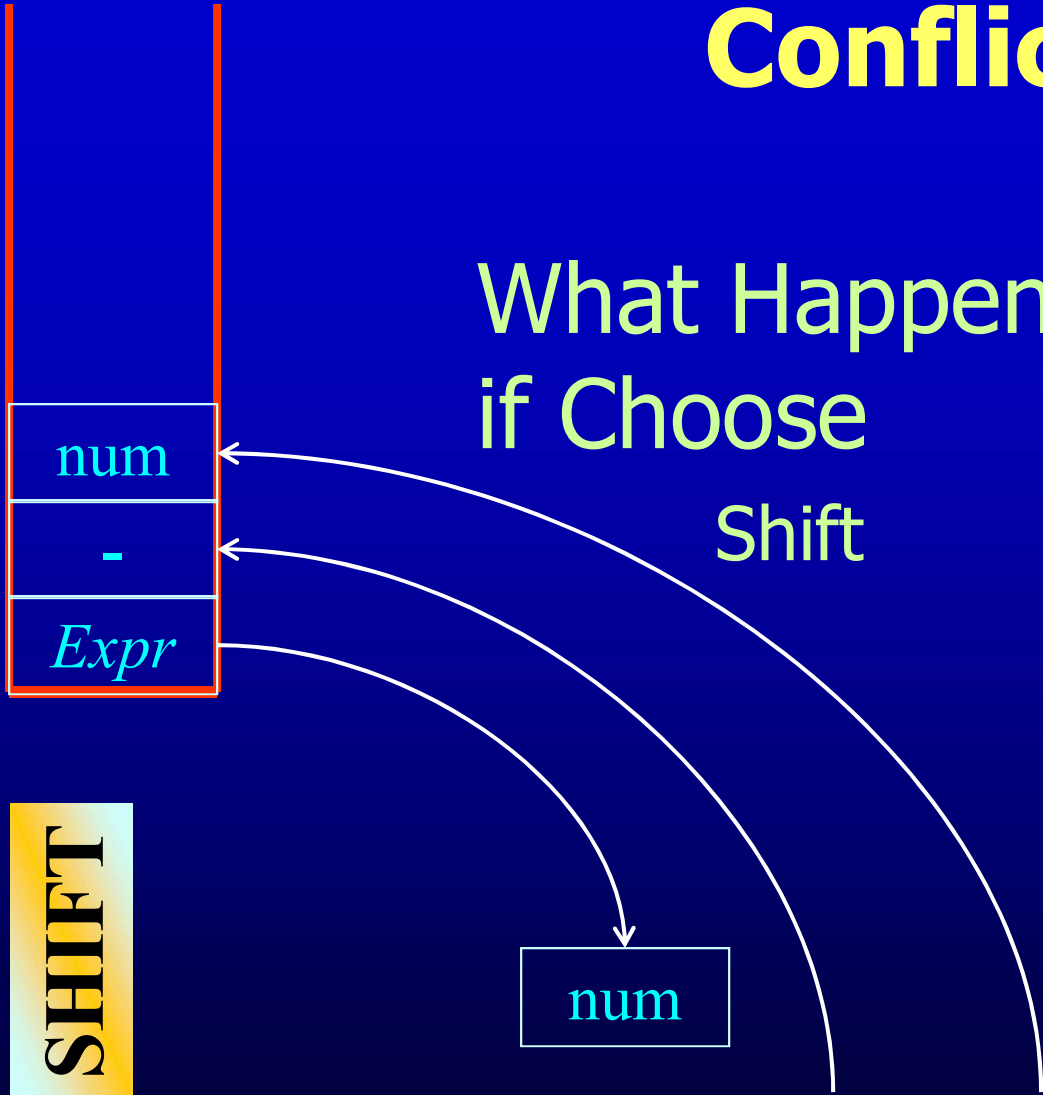 Conflic
What Happen
if Choose
Shift
num
-
Expr
SHIFT
num